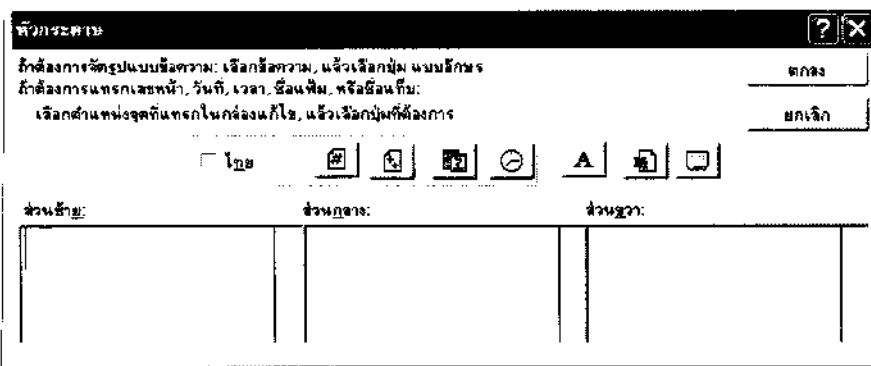 หัวกระดาษ
ถ้าต้องการจัดรูปแบบข้อความ: เลือกข้อความ, แล้วเลือกปุ่ม แบบอักษร
ตกลง
ถ้าต้องการแทรกเลขหน้า, วันที่, เวลา, ชื่อแฟ้ม, หรือชื่อแท็บ:
เลือกตำแหน่งจุดที่แทรกในกล่องแก้ไข, แล้วเลือกปุ่มที่ต้องการ
ยกเลิก
ไทย
A
ส่วนซ้าย: ส่วนกลาง: ส่วนขวา: